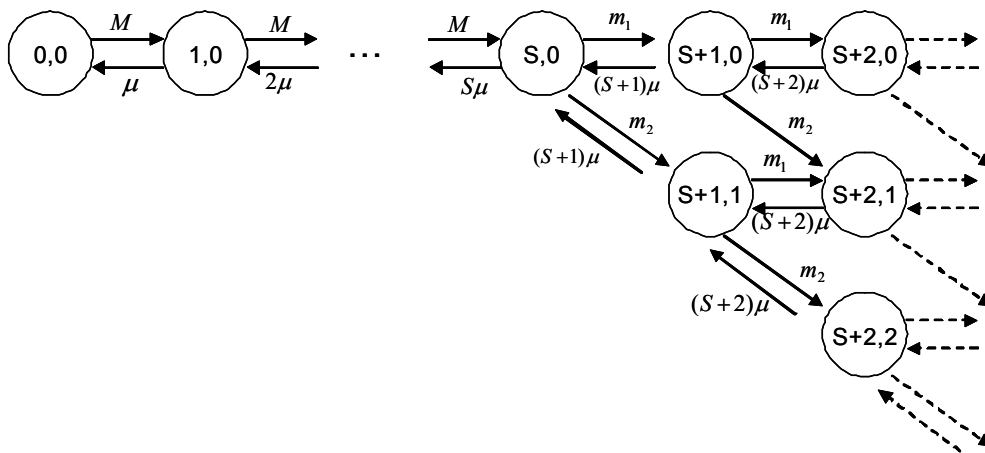 M M M m₁ m₁
0,0 1,0 ... S,0 S+1,0 S+2,0
μ 2μ Sμ (S+1)μ (S+2)μ
m₂ m₂
(S+1)μ m₁
S+1,1 S+2,1
(S+2)μ
m₂
(S+2)μ
S+2,2